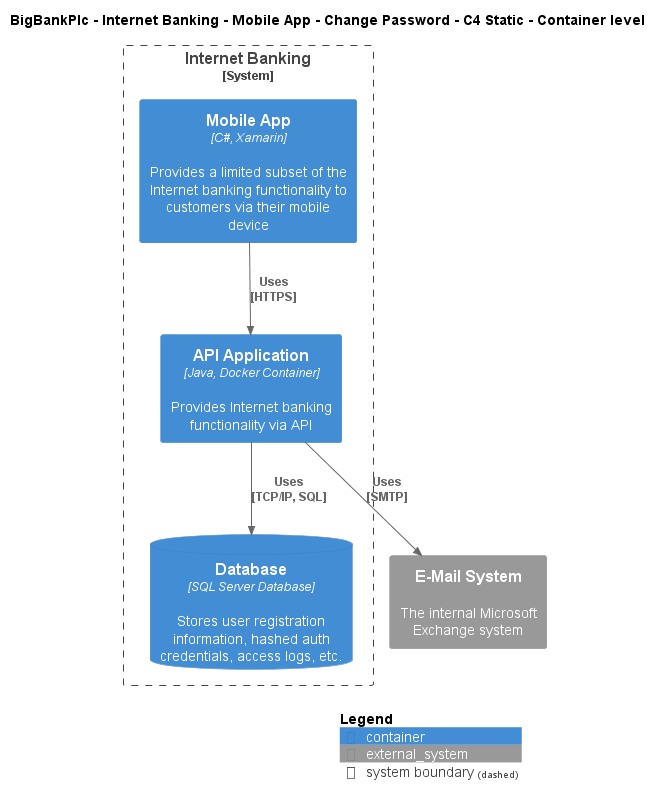 BigBankPlc - Internet Banking - Mobile App - Change Password - C4 Static - Container level
Internet Banking
[System]
Mobile App
[C#, Xamarin]
Provides a limited subset of the
Internet banking functionality to
customers via their mobile
device
Uses
[HTTPS]
API Application
[Java, Docker Container]
Provides Internet banking
functionality via API
Uses
[TCP/IP, SQL]
Uses
[SMTP]
Database
[SQL Server Database]
Stores user registration
information, hashed auth
credentials, access logs, etc.
E-Mail System
The internal Microsoft
Exchange system
Legend
container
external_system
system boundary (dashed)